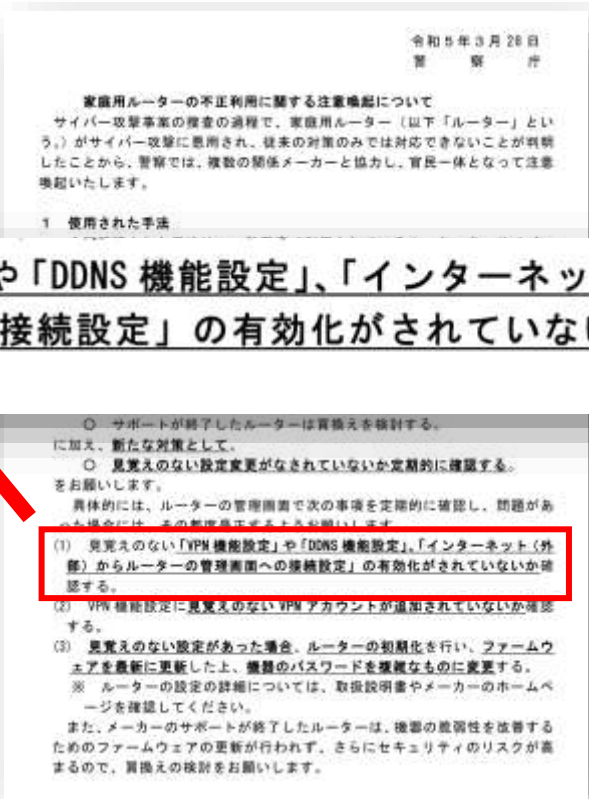 令和5年3月28日
警　察　庁
家庭用ルーターの不正利用に関する注意喚起について
サイバー攻撃事案の捜査の過程で、家庭用ルーター（以下「ルーター」とい
う。）がサイバー攻撃に悪用され、従来の対策のみでは対応できないことが判明
したことから、警察では、複数の関係メーカーと協力し、官民一体となって注意
喚起いたします。
1　使用された手法
や「DDNS 機能設定」、「インターネッ
接続設定」の有効化がされていない
○　サポートが終了したルーターは買換えを検討する。
に加え、新たな対策として、
○　見覚えのない設定変更がなされていないか定期的に確認する。
をお願いします。
具体的には、ルーターの管理画面で次の事項を定期的に確認し、問題があ
った場合には、その都度是正するようお願いします。
(1)　見覚えのない「VPN 機能設定」や「DDNS 機能設定」、「インターネット（外
部）からルーターの管理画面への接続設定」の有効化がされていないか確
認する。
(2)　VPN 機能設定に見覚えのない VPN アカウントが追加されていないか確認
する。
(3)　見覚えのない設定があった場合、ルーターの初期化を行い、ファームウ
ェアを最新に更新した上、機器のパスワードを複雑なものに変更する。
※　ルーターの設定の詳細については、取扱説明書やメーカーのホームペ
ージを確認してください。
また、メーカーのサポートが終了したルーターは、機器の脆弱性を改善する
ためのファームウェアの更新が行われず、さらにセキュリティのリスクが高
まるので、買換えの検討をお願いします。